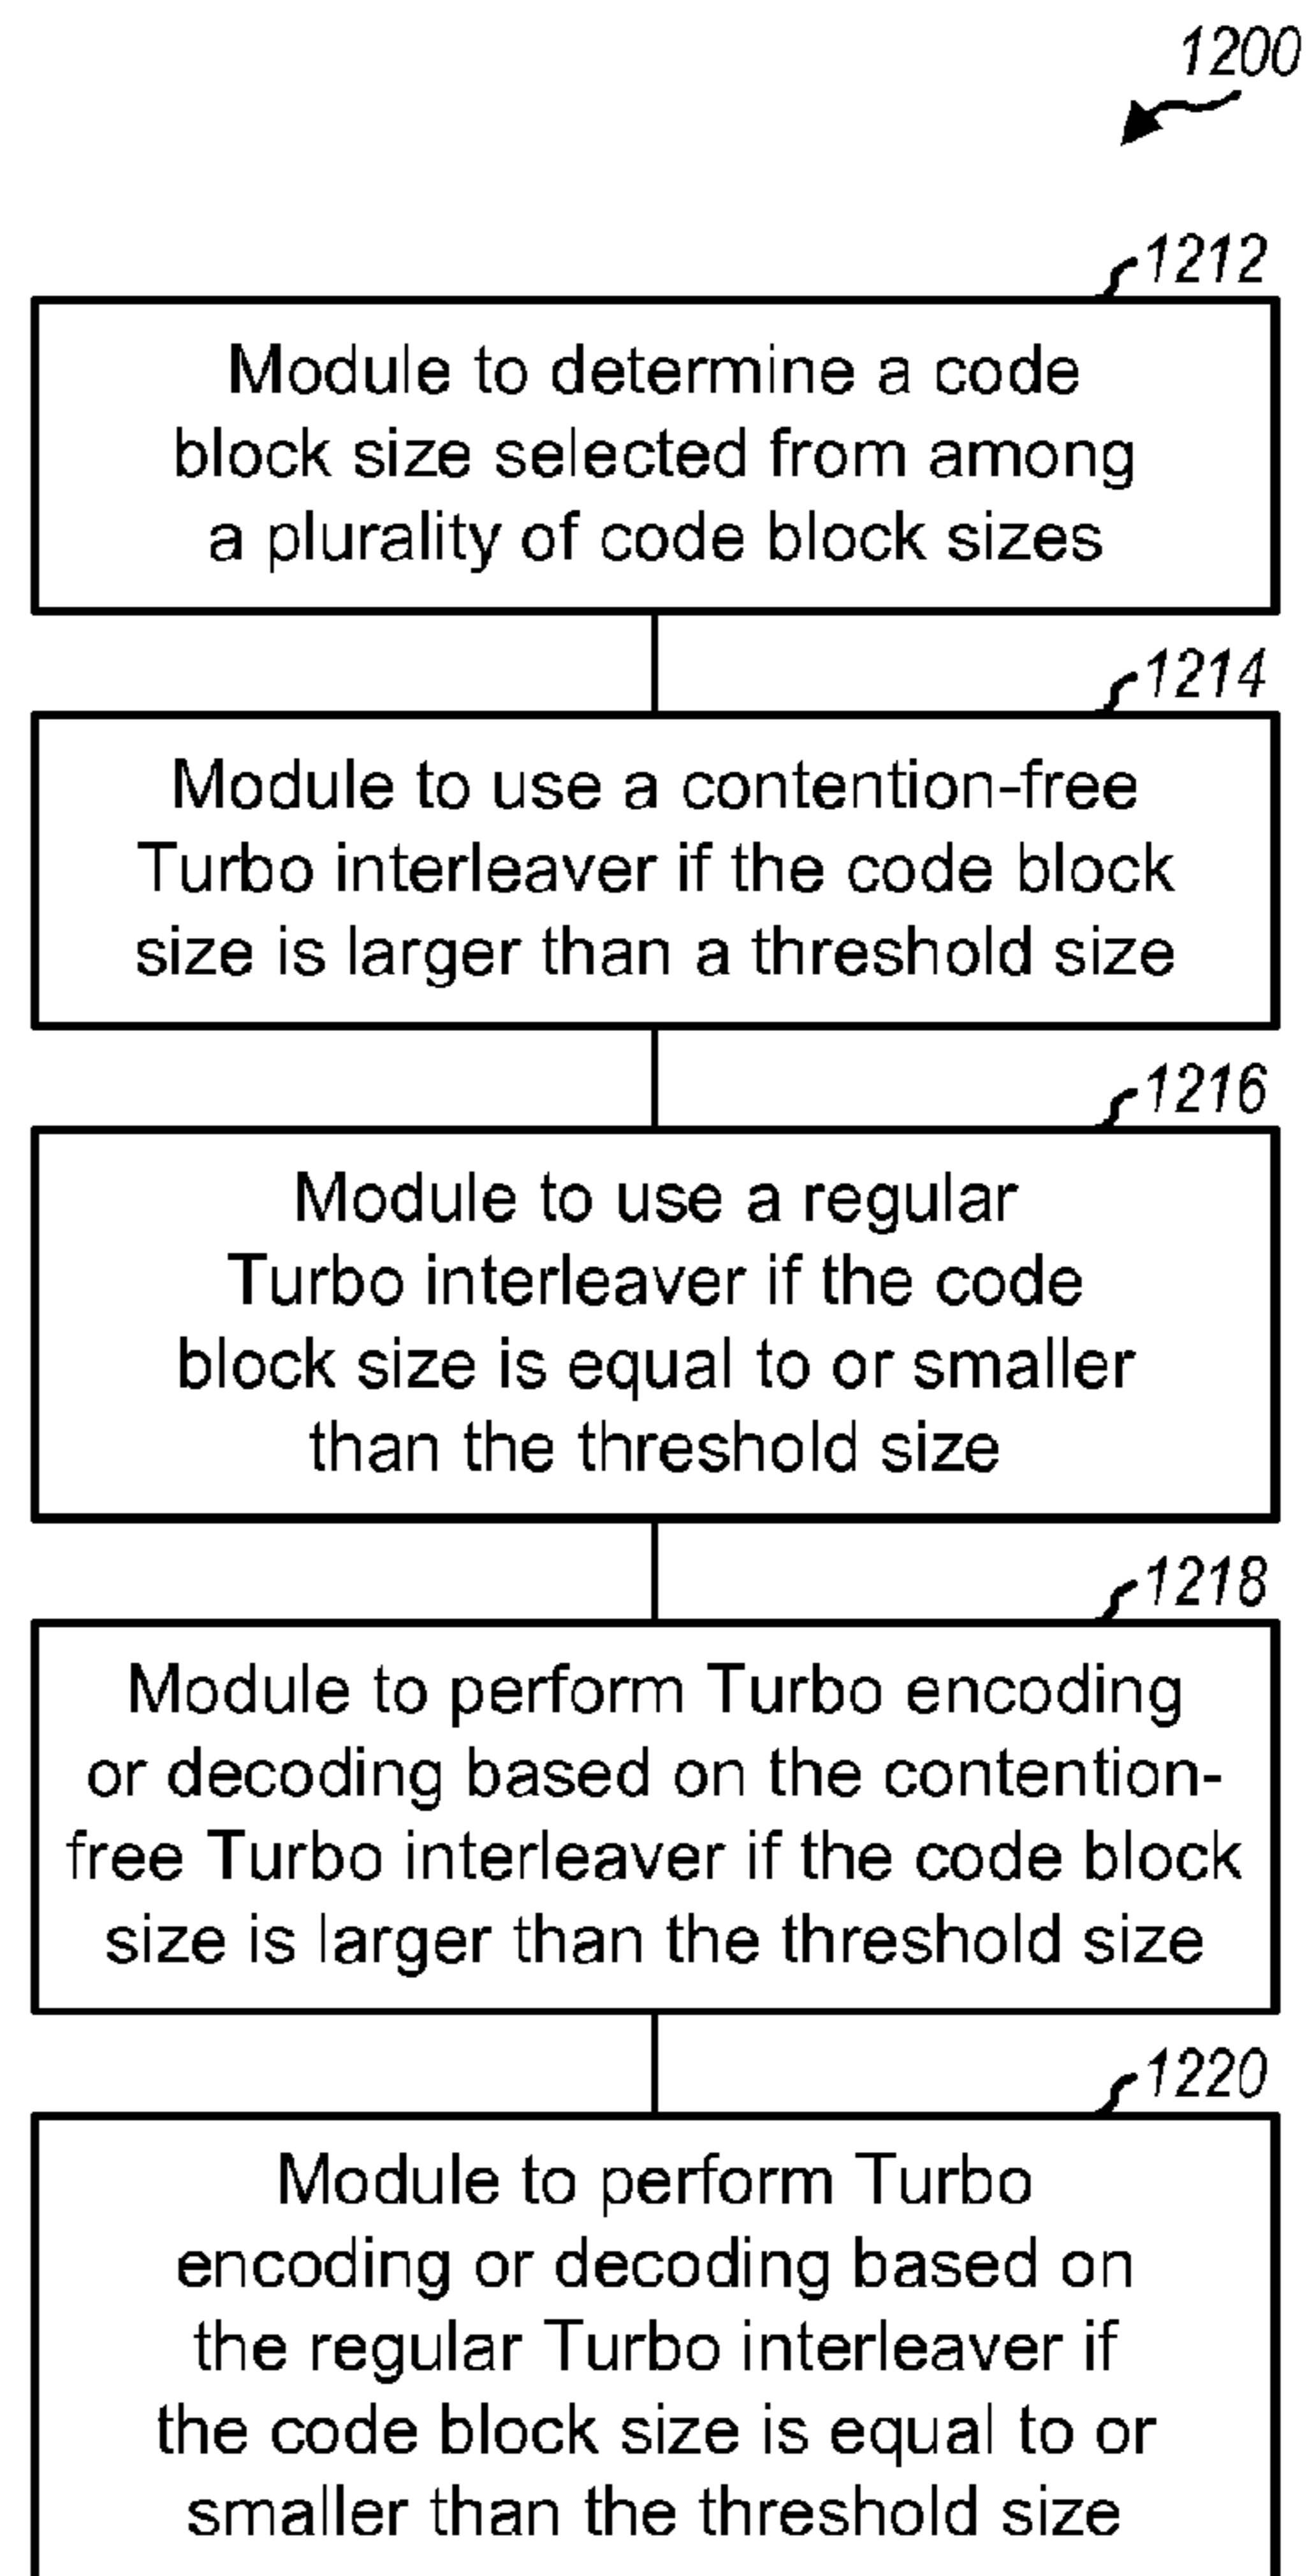 1200
1212
Module to determine a code
block size selected from among
a plurality of code block sizes
1214
Module to use a contention-free
Turbo interleaver if the code block
size is larger than a threshold size
1216
Module to use a regular
Turbo interleaver if the code
block size is equal to or smaller
than the threshold size
1218
Module to perform Turbo encoding
or decoding based on the contention-
free Turbo interleaver if the code block
size is larger than the threshold size
1220
Module to perform Turbo
encoding or decoding based on
the regular Turbo interleaver if
the code block size is equal to or
smaller than the threshold size